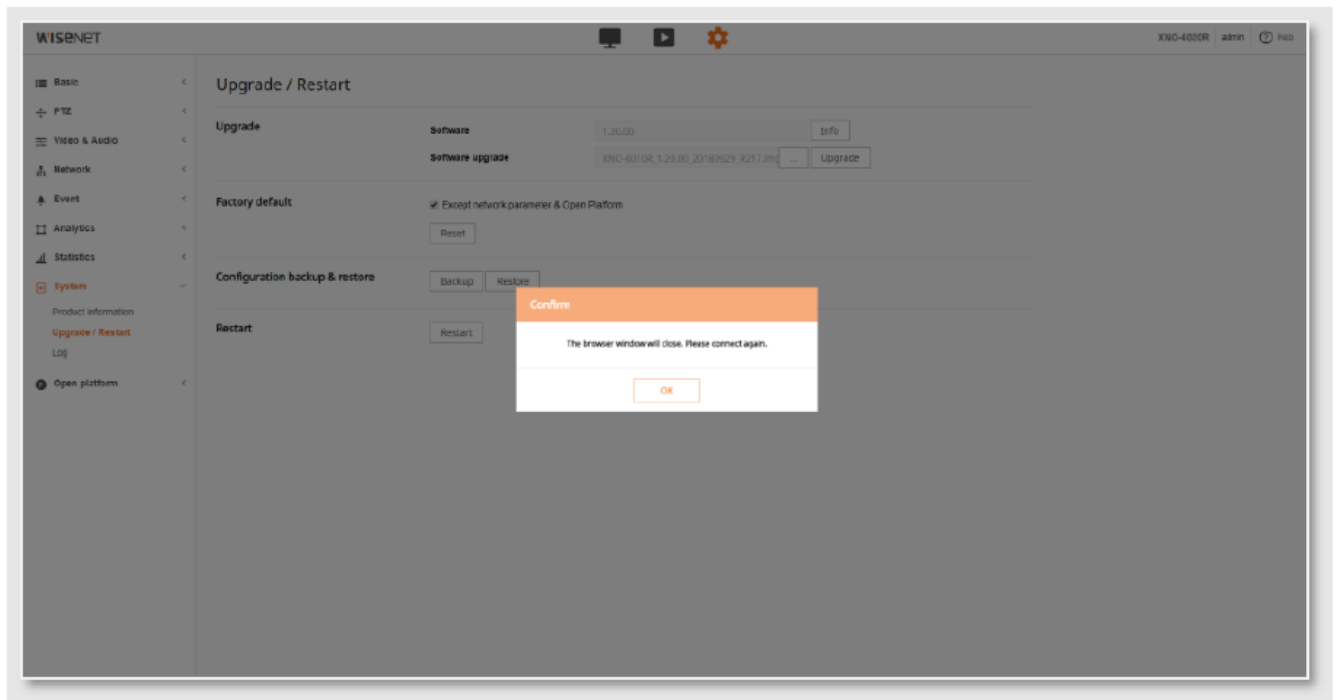 WISENET
XNO-6020R admin Help
Basic
PTZ
Video & Audio
Network
Event
Analytics
Statistics
System
Product information
Upgrade / Restart
Log
Open platform
Upgrade / Restart
Upgrade
Software
1.20.00
Info
Software upgrade
... Upgrade
Factory default
Except network parameter & Open Platform
Reset
Configuration backup & restore
Backup Restore
Restart
Restart
Confirm
The browser window will close. Please connect again.
OK